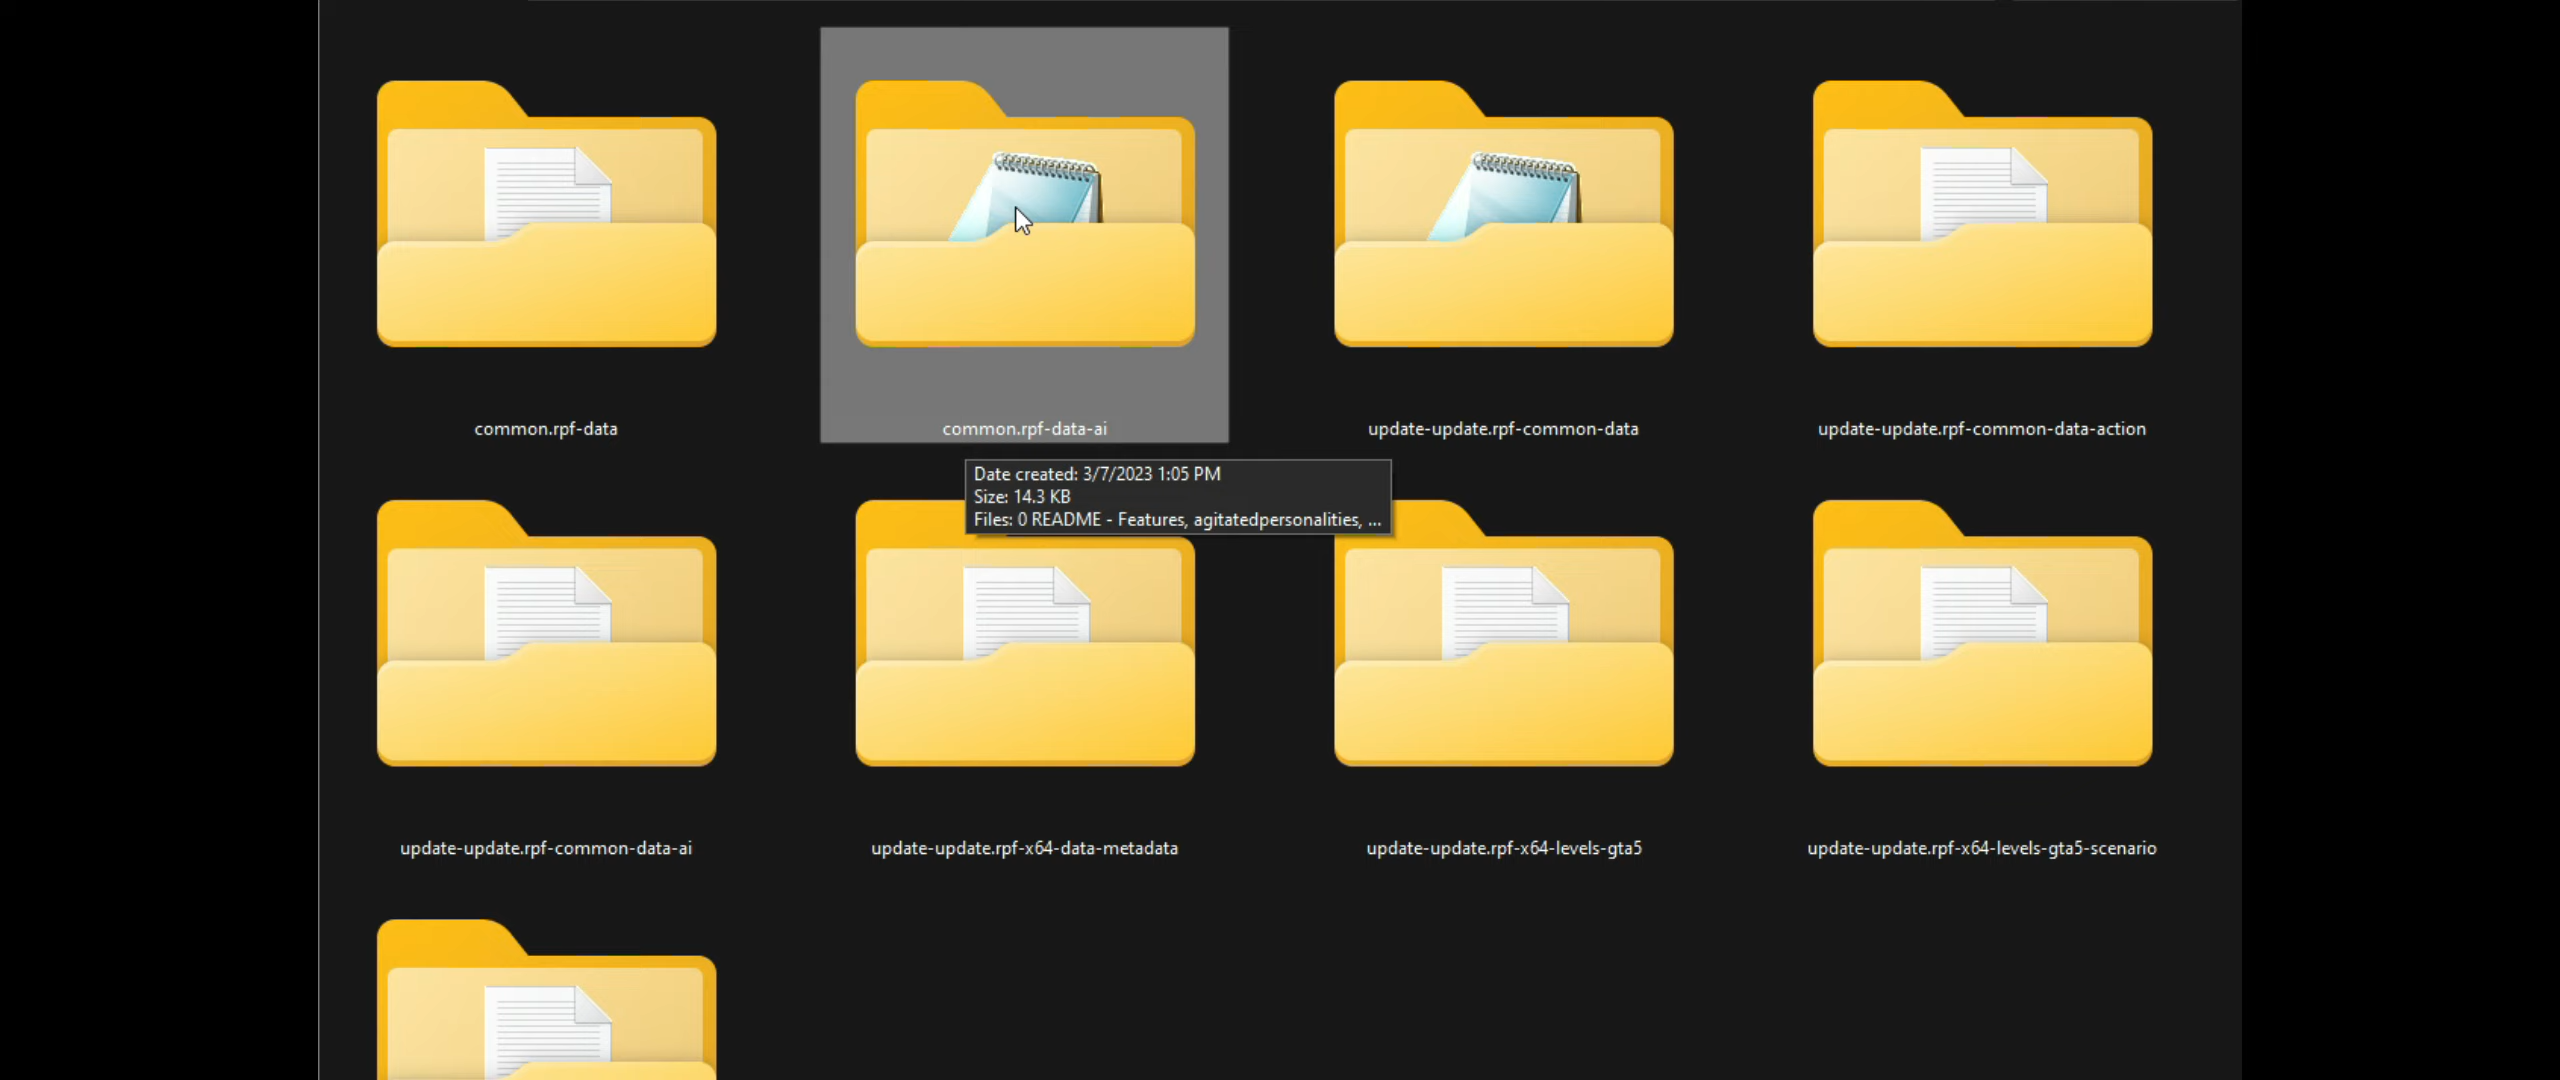 common.rpf-data
common.rpf-data-ai
update-update.rpf-common-data
update-update.rpf-common-data-action
Date created: 3/7/2023 1:05 PM
Size: 14.3 KB
Files: 0 README - Features, agitatedpersonalities, ...
update-update.rpf-common-data-ai
update-update.rpf-x64-data-metadata
update-update.rpf-x64-levels-gta5
update-update.rpf-x64-levels-gta5-scenario